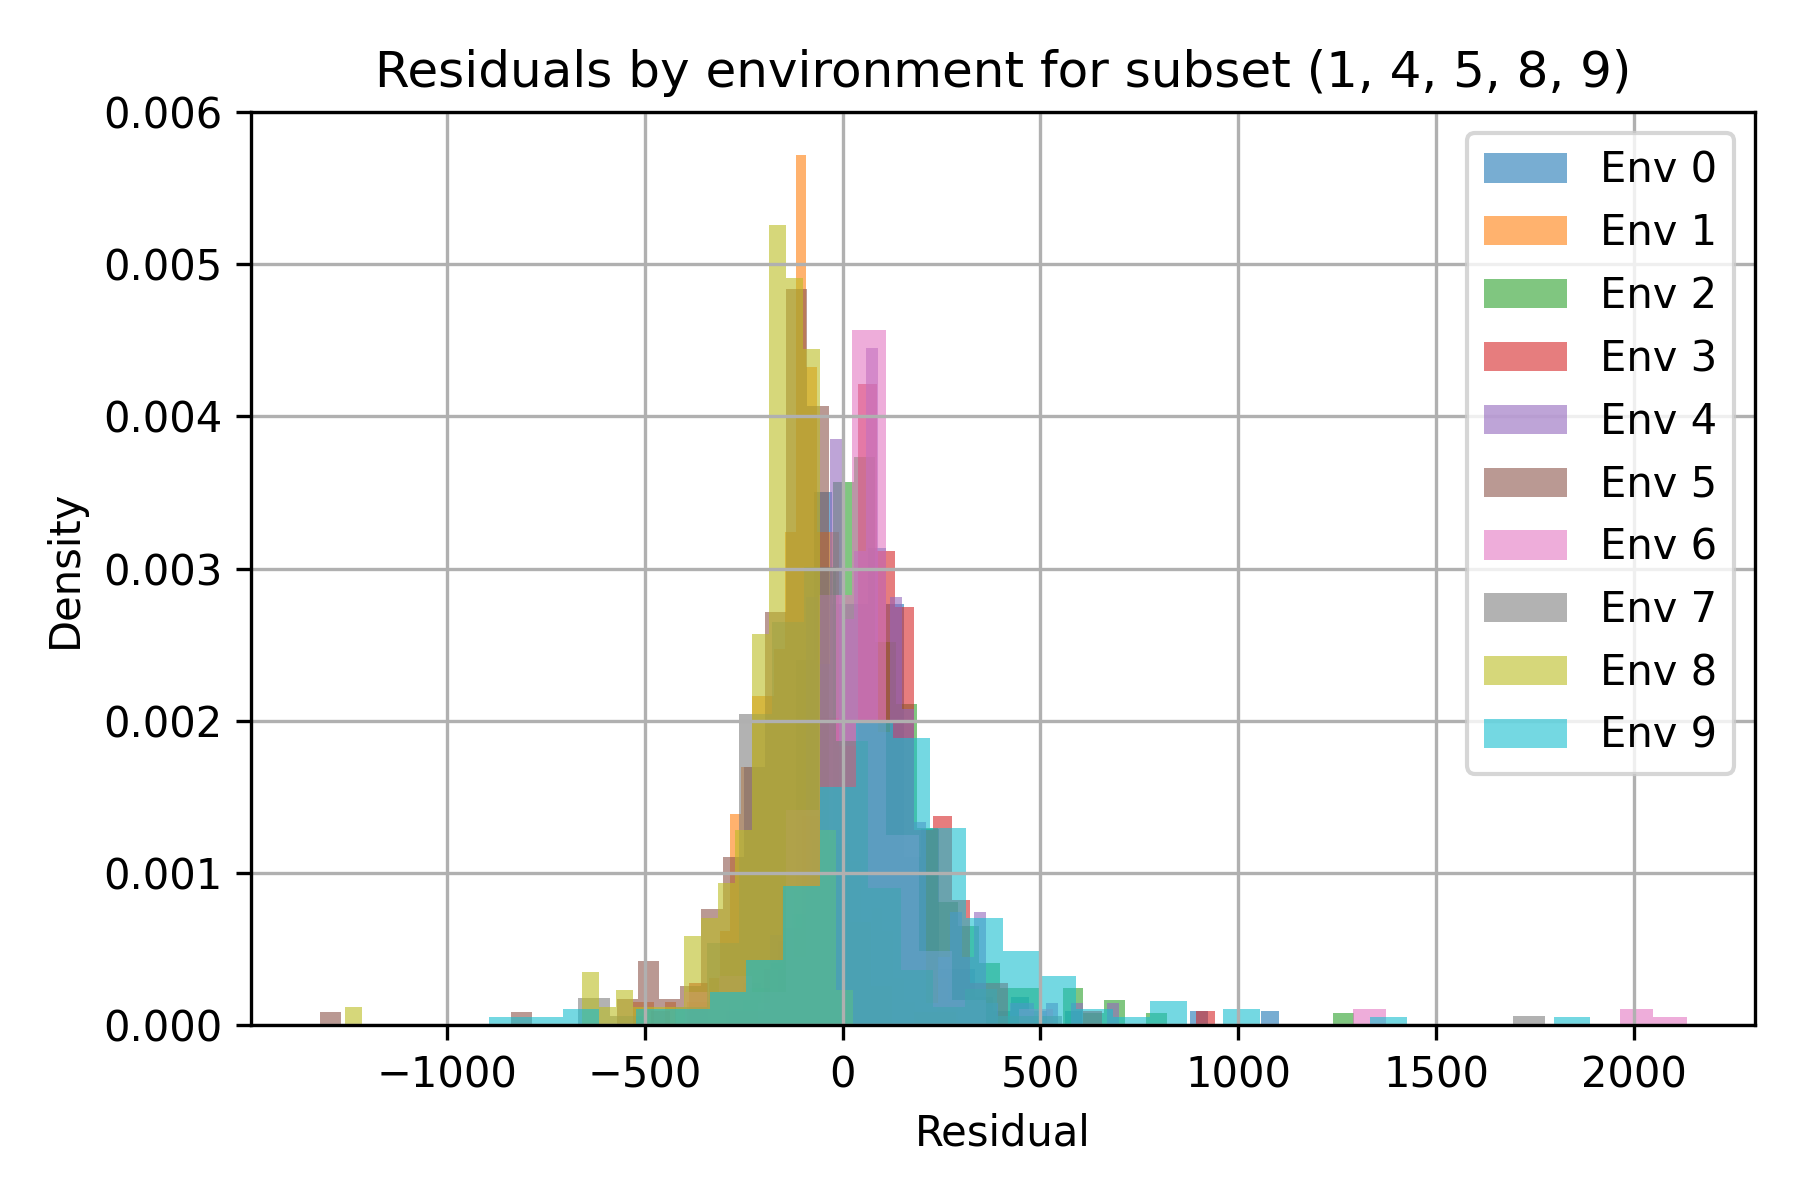 Residuals by environment for subset (1, 4, 5, 8, 9)
0.006
0.005
0.004
0.003
0.002
0.001
0.000
Density
−1000
−500
0
500
1000
1500
2000
Residual
Env 0
Env 1
Env 2
Env 3
Env 4
Env 5
Env 6
Env 7
Env 8
Env 9